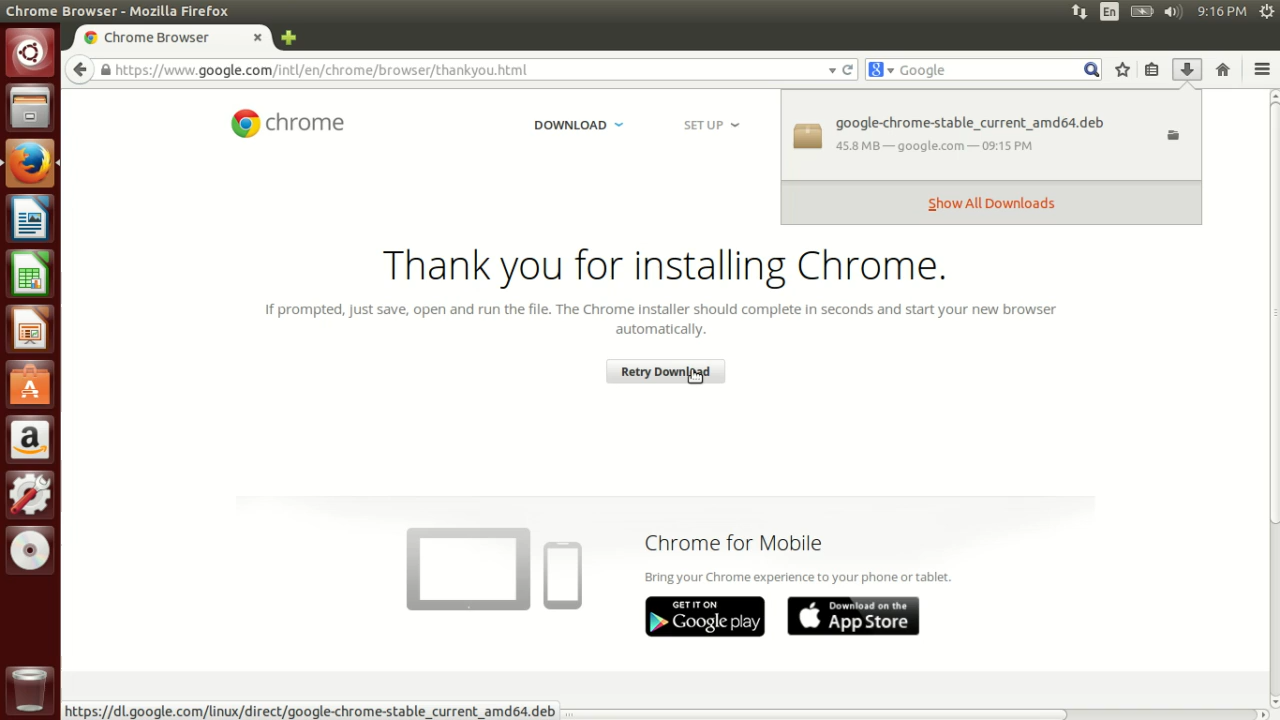 Chrome Browser - Mozilla Firefox
En
9:16 PM
Chrome Browser
https://www.google.com/intl/en/chrome/browser/thankyou.html
Google
chrome
DOWNLOAD
SET UP
google-chrome-stable_current_amd64.deb
45.8 MB — google.com — 09:15 PM
Show All Downloads
Thank you for installing Chrome.
If prompted, just save, open and run the file. The Chrome installer should complete in seconds and start your new browser
automatically.
Retry Download
Chrome for Mobile
Bring your Chrome experience to your phone or tablet.
GET IT ON
Google play
Download on the
App Store
https://dl.google.com/linux/direct/google-chrome-stable_current_amd64.deb